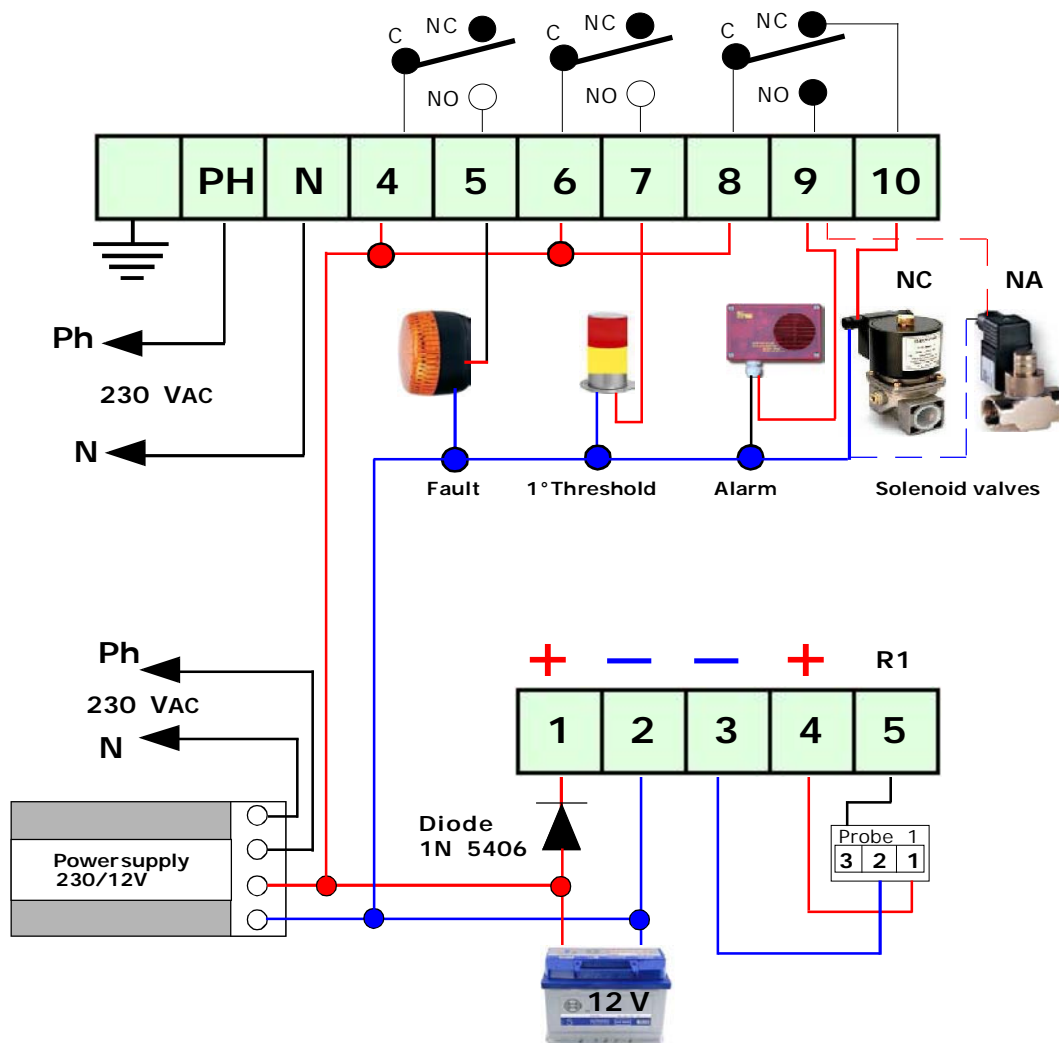 C NC C NC C NC
NO NO NO
PH N 4 5 6 7 8 9 10
NC NA
Ph
230 VAC
N
Fault 1°Threshold Alarm Solenoid valves
Ph
230 VAC
N
+ − − + R1
1 2 3 4 5
Diode
1N 5406
Probe 1
3 2 1
Power supply
230/12V
12 V